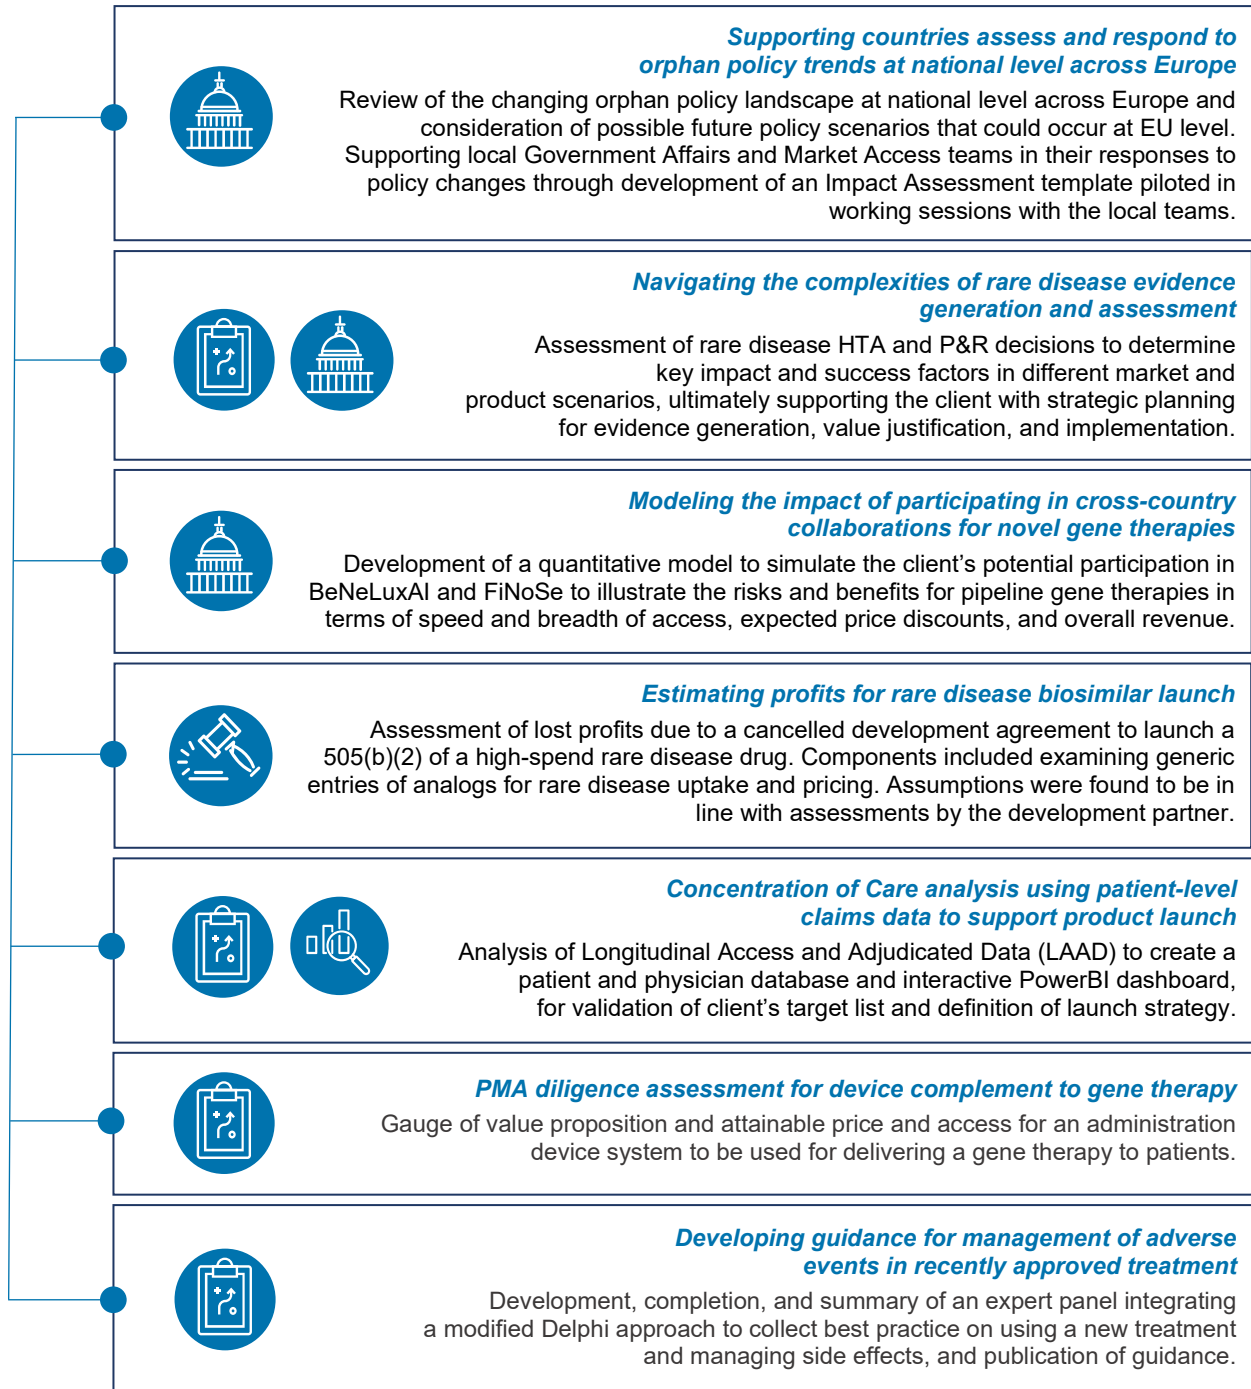 Supporting countries assess and respond to
orphan policy trends at national level across Europe
Review of the changing orphan policy landscape at national level across Europe and
consideration of possible future policy scenarios that could occur at EU level.
Supporting local Government Affairs and Market Access teams in their responses to
policy changes through development of an Impact Assessment template piloted in
working sessions with the local teams.
Navigating the complexities of rare disease evidence
generation and assessment
Assessment of rare disease HTA and P&R decisions to determine
key impact and success factors in different market and
product scenarios, ultimately supporting the client with strategic planning
for evidence generation, value justification, and implementation.
Modeling the impact of participating in cross-country
collaborations for novel gene therapies
Development of a quantitative model to simulate the client's potential participation in
BeNeLuxAI and FiNoSe to illustrate the risks and benefits for pipeline gene therapies in
terms of speed and breadth of access, expected price discounts, and overall revenue.
Estimating profits for rare disease biosimilar launch
Assessment of lost profits due to a cancelled development agreement to launch a
505(b)(2) of a high-spend rare disease drug. Components included examining generic
entries of analogs for rare disease uptake and pricing. Assumptions were found to be in
line with assessments by the development partner.
Concentration of Care analysis using patient-level
claims data to support product launch
Analysis of Longitudinal Access and Adjudicated Data (LAAD) to create a
patient and physician database and interactive PowerBI dashboard,
for validation of client's target list and definition of launch strategy.
PMA diligence assessment for device complement to gene therapy
Gauge of value proposition and attainable price and access for an administration
device system to be used for delivering a gene therapy to patients.
Developing guidance for management of adverse
events in recently approved treatment
Development, completion, and summary of an expert panel integrating
a modified Delphi approach to collect best practice on using a new treatment
and managing side effects, and publication of guidance.